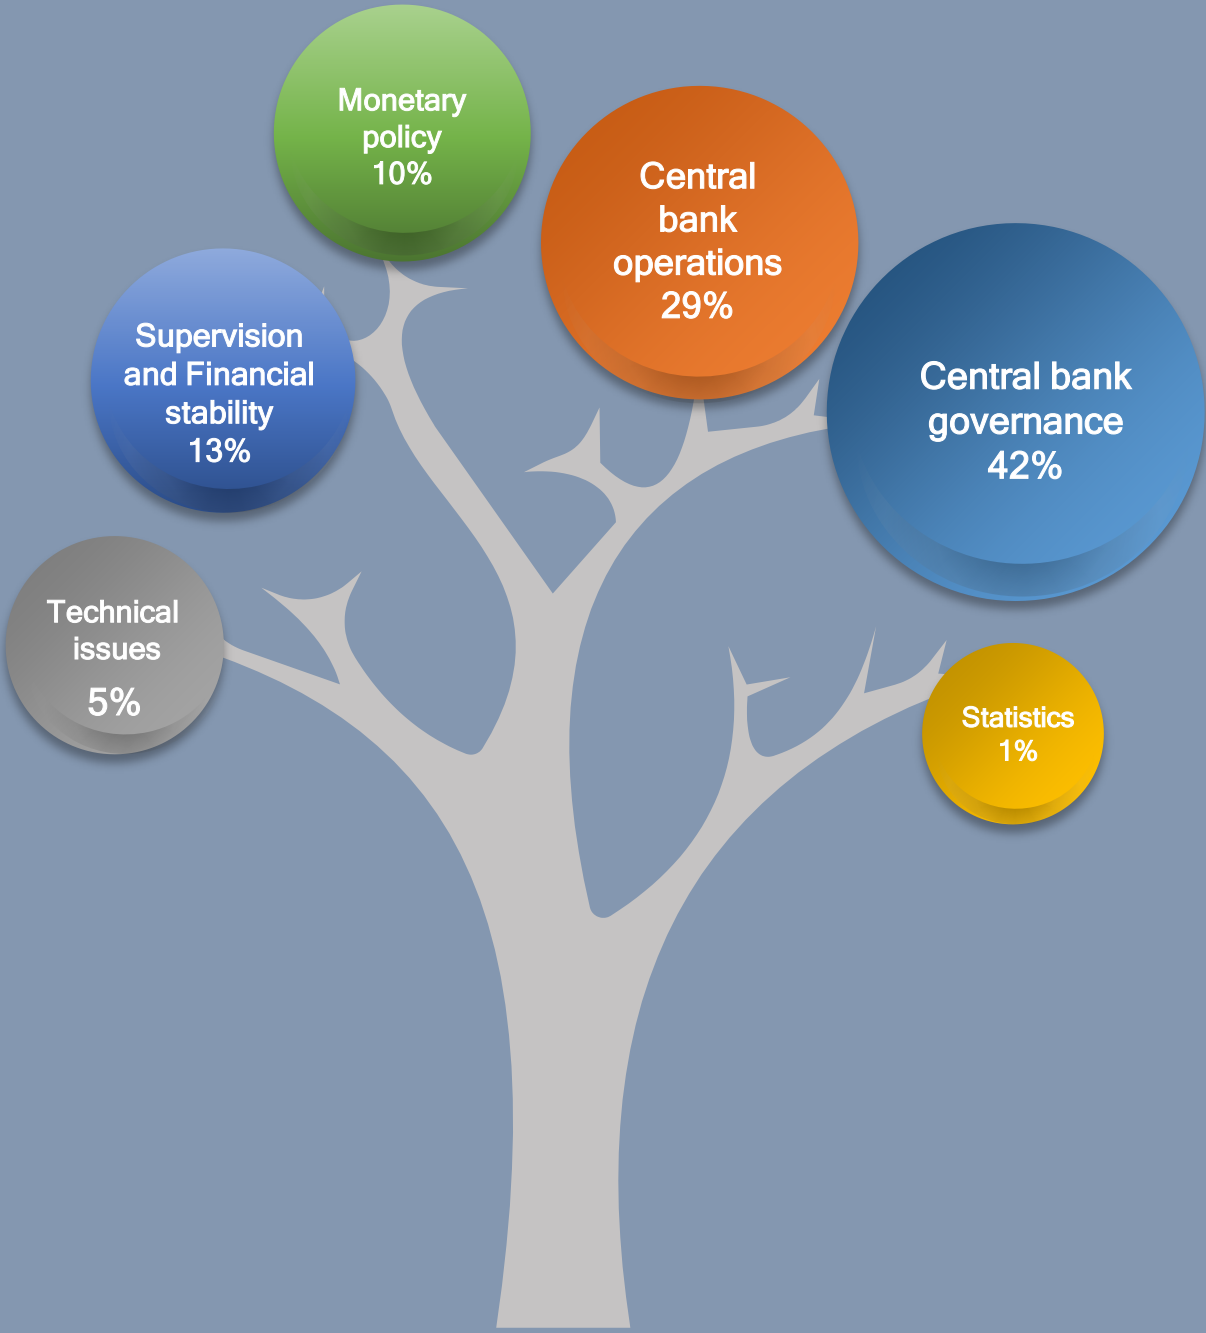 Monetary
policy
10%
Central
bank
operations
29%
Central bank
governance
42%
Supervision
and Financial
stability
13%
Technical
issues
5%
Statistics
1%